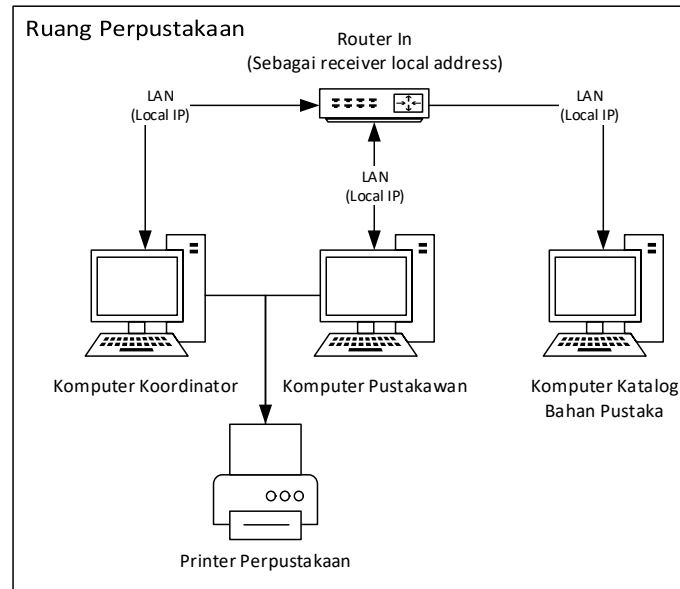 Ruang Perpustakaan
Router In
(Sebagai receiver local address)
LAN
(Local IP)
LAN
(Local IP)
LAN
(Local IP)
Komputer Koordinator
Komputer Pustakawan
Komputer Katalog
Bahan Pustaka
Printer Perpustakaan